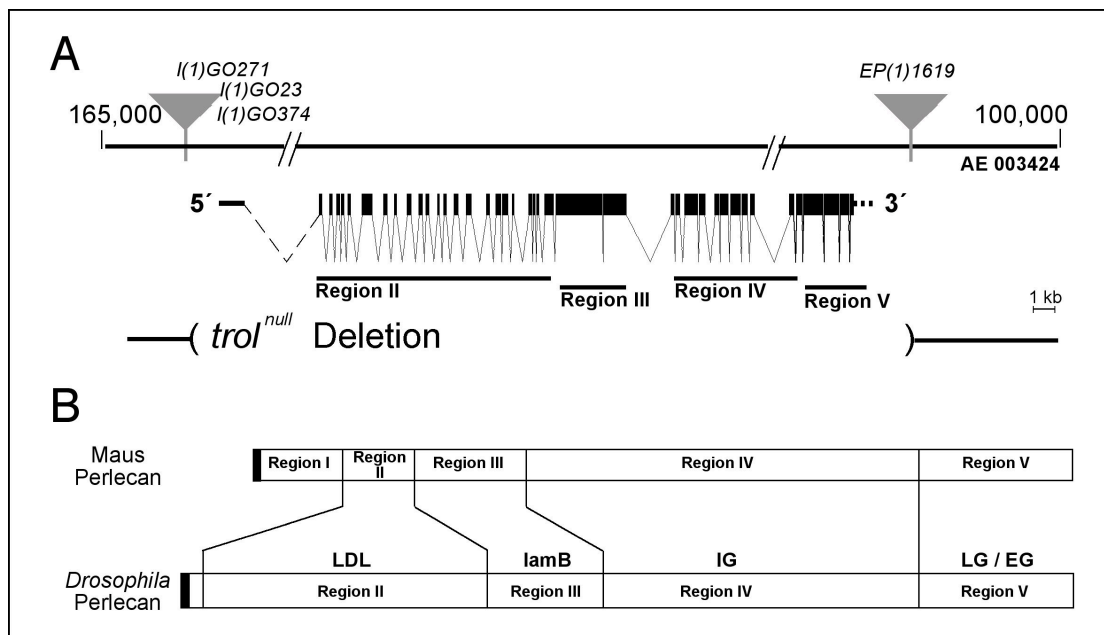 A
l(1)GO271
l(1)GO23
l(1)GO374
EP(1)1619
165,000
100,000
AE 003424
5´
3´
Region II
Region III
Region IV
Region V
1 kb
( trol null Deletion )
B
Maus
Perlecan
Region I
Region
II
Region III
Region IV
Region V
LDL
lamB
IG
LG / EG
Drosophila
Perlecan
Region II
Region III
Region IV
Region V